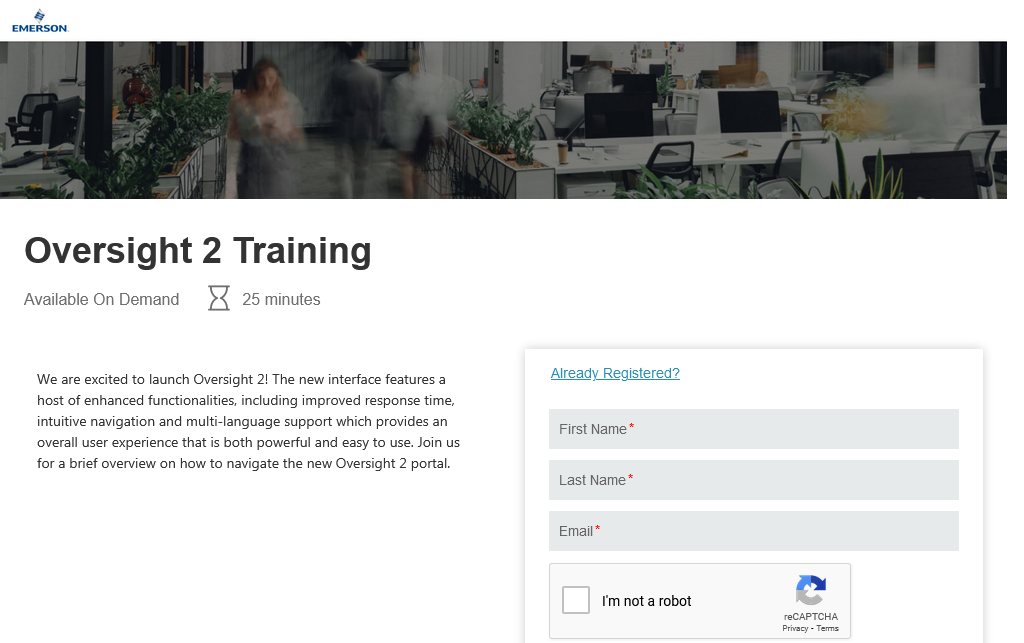 EMERSON
Oversight 2 Training
Available On Demand
25 minutes
We are excited to launch Oversight 2! The new interface features a
host of enhanced functionalities, including improved response time,
intuitive navigation and multi-language support which provides an
overall user experience that is both powerful and easy to use. Join us
for a brief overview on how to navigate the new Oversight 2 portal.
Already Registered?
First Name*
Last Name*
Email*
I'm not a robot
reCAPTCHA
Privacy - Terms